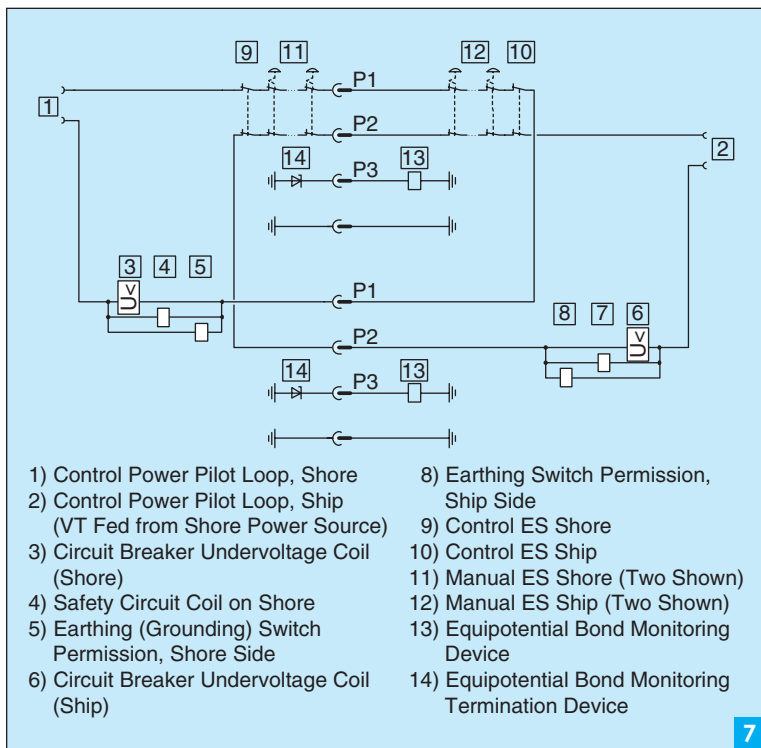 9 11 12 10
P1
1
P2
2
14 P3 13
3 4 5 P1
8 7 6
U<
P2
U<
14 P3 13
1) Control Power Pilot Loop, Shore
2) Control Power Pilot Loop, Ship
(VT Fed from Shore Power Source)
3) Circuit Breaker Undervoltage Coil
(Shore)
4) Safety Circuit Coil on Shore
5) Earthing (Grounding) Switch
Permission, Shore Side
6) Circuit Breaker Undervoltage Coil
(Ship)
8) Earthing Switch Permission,
Ship Side
9) Control ES Shore
10) Control ES Ship
11) Manual ES Shore (Two Shown)
12) Manual ES Ship (Two Shown)
13) Equipotential Bond Monitoring
Device
14) Equipotential Bond Monitoring
Termination Device
7